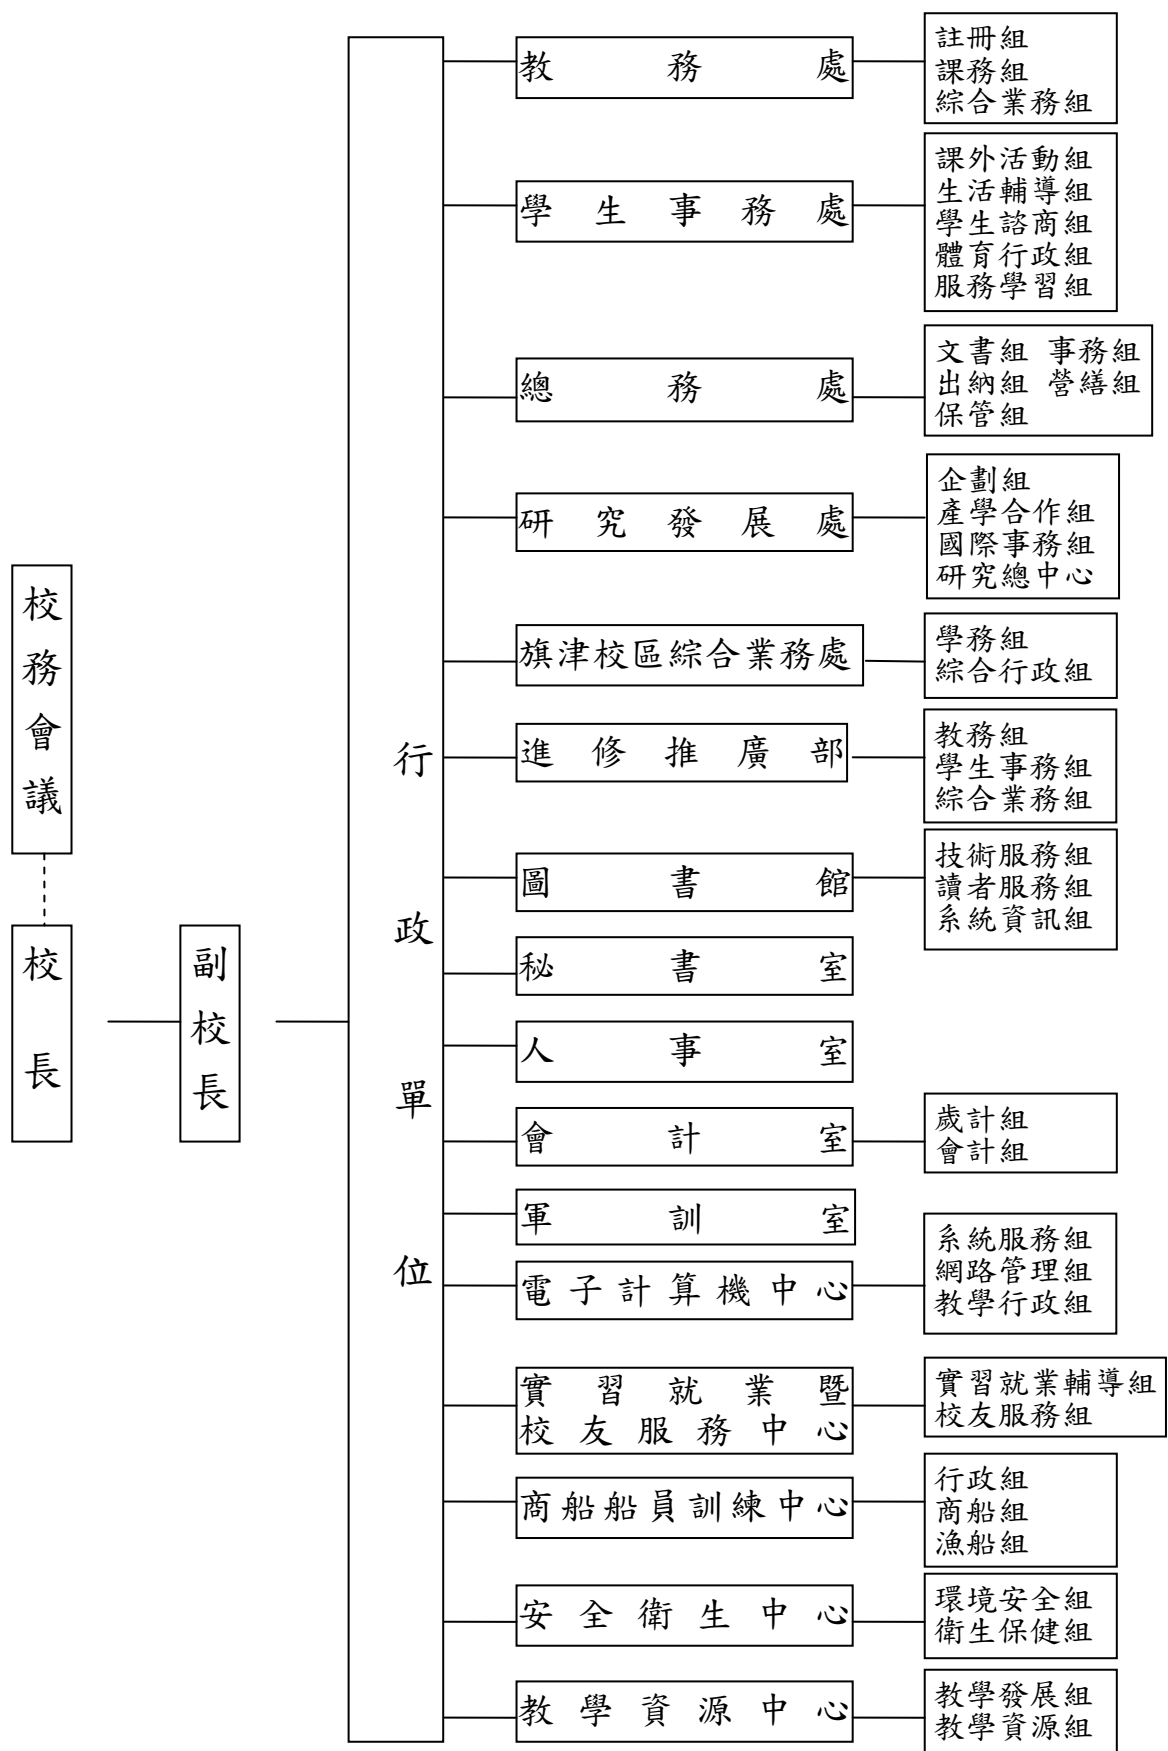 校務會議
校長
副校長
行政單位
教務處
註冊組
課務組
綜合業務組
學生事務處
課外活動組
生活輔導組
學生諮商組
體育行政組
服務學習組
總務處
文書組 事務組
出納組 營繕組
保管組
研究發展處
企劃組
產學合作組
國際事務組
研究總中心
旗津校區綜合業務處
學務組
綜合行政組
進修推廣部
教務組
學生事務組
綜合業務組
圖書館
技術服務組
讀者服務組
系統資訊組
秘書室
人事室
會計室
歲計組
會計組
軍訓室
電子計算機中心
系統服務組
網路管理組
教學行政組
實習就業暨
校友服務中心
實習就業輔導組
校友服務組
商船船員訓練中心
行政組
商船組
漁船組
安全衛生中心
環境安全組
衛生保健組
教學資源中心
教學發展組
教學資源組